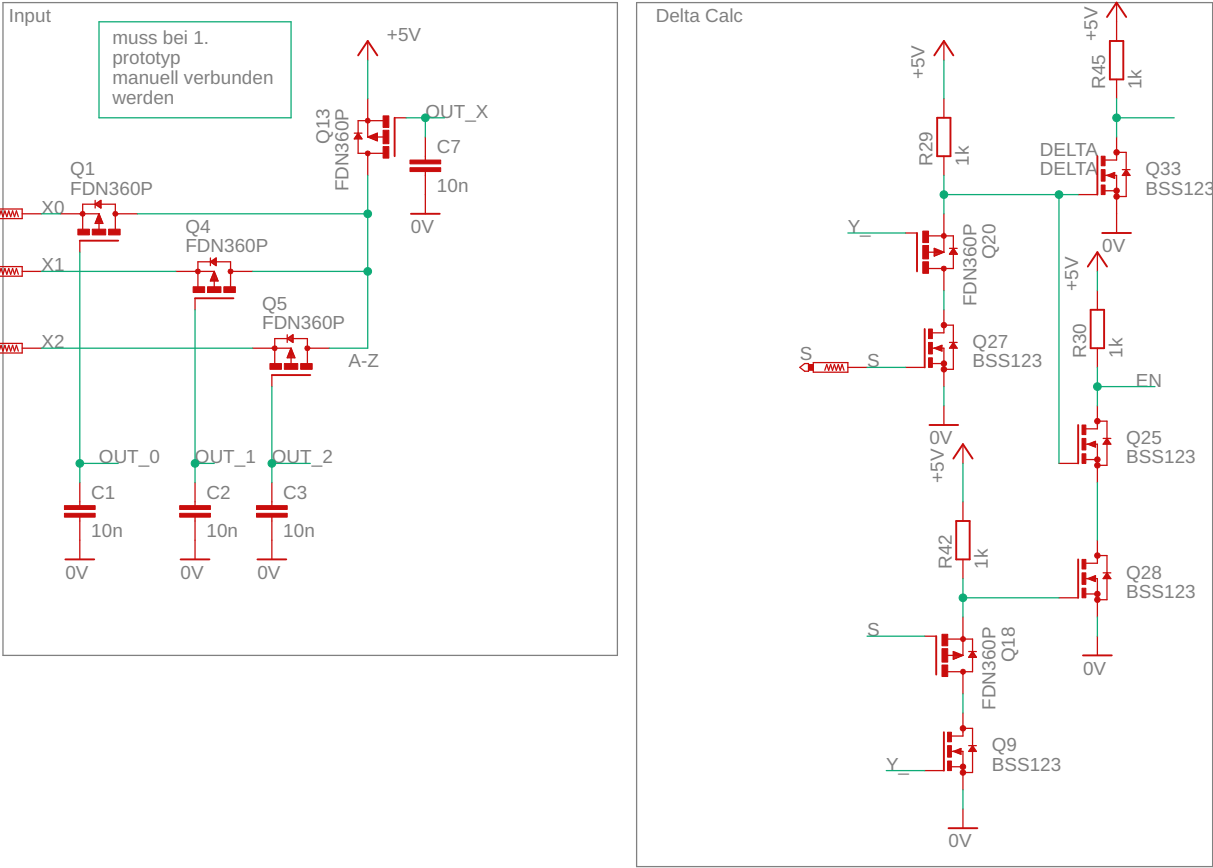 Input
muss bei 1.
prototyp
manuell verbunden
werden
+5V
Q13
FDN360P
OUT_X
C7
10n
0V
Q1
FDN360P
X0
Q4
FDN360P
X1
Q5
FDN360P
X2
A-Z
OUT_0
OUT_1
OUT_2
C1
10n
0V
C2
10n
0V
C3
10n
0V
Delta Calc
+5V
R45
1k
+5V
R29
1k
DELTA
DELTA
Q33
BSS123
0V
Y_
FDN360P
Q20
+5V
R30
1k
S
S
Q27
BSS123
0V
EN
Q25
BSS123
+5V
R42
1k
Q28
BSS123
0V
S
FDN360P
Q18
Y_
Q9
BSS123
0V